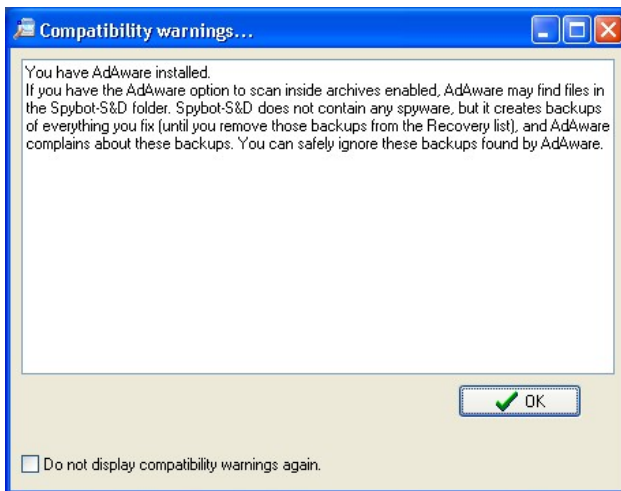 Compatibility warnings...
You have AdAware installed.
If you have the AdAware option to scan inside archives enabled, AdAware may find files in
the Spybot-S&D folder. Spybot-S&D does not contain any spyware, but it creates backups
of everything you fix (until you remove those backups from the Recovery list), and AdAware
complains about these backups. You can safely ignore these backups found by AdAware.
OK
Do not display compatibility warnings again.